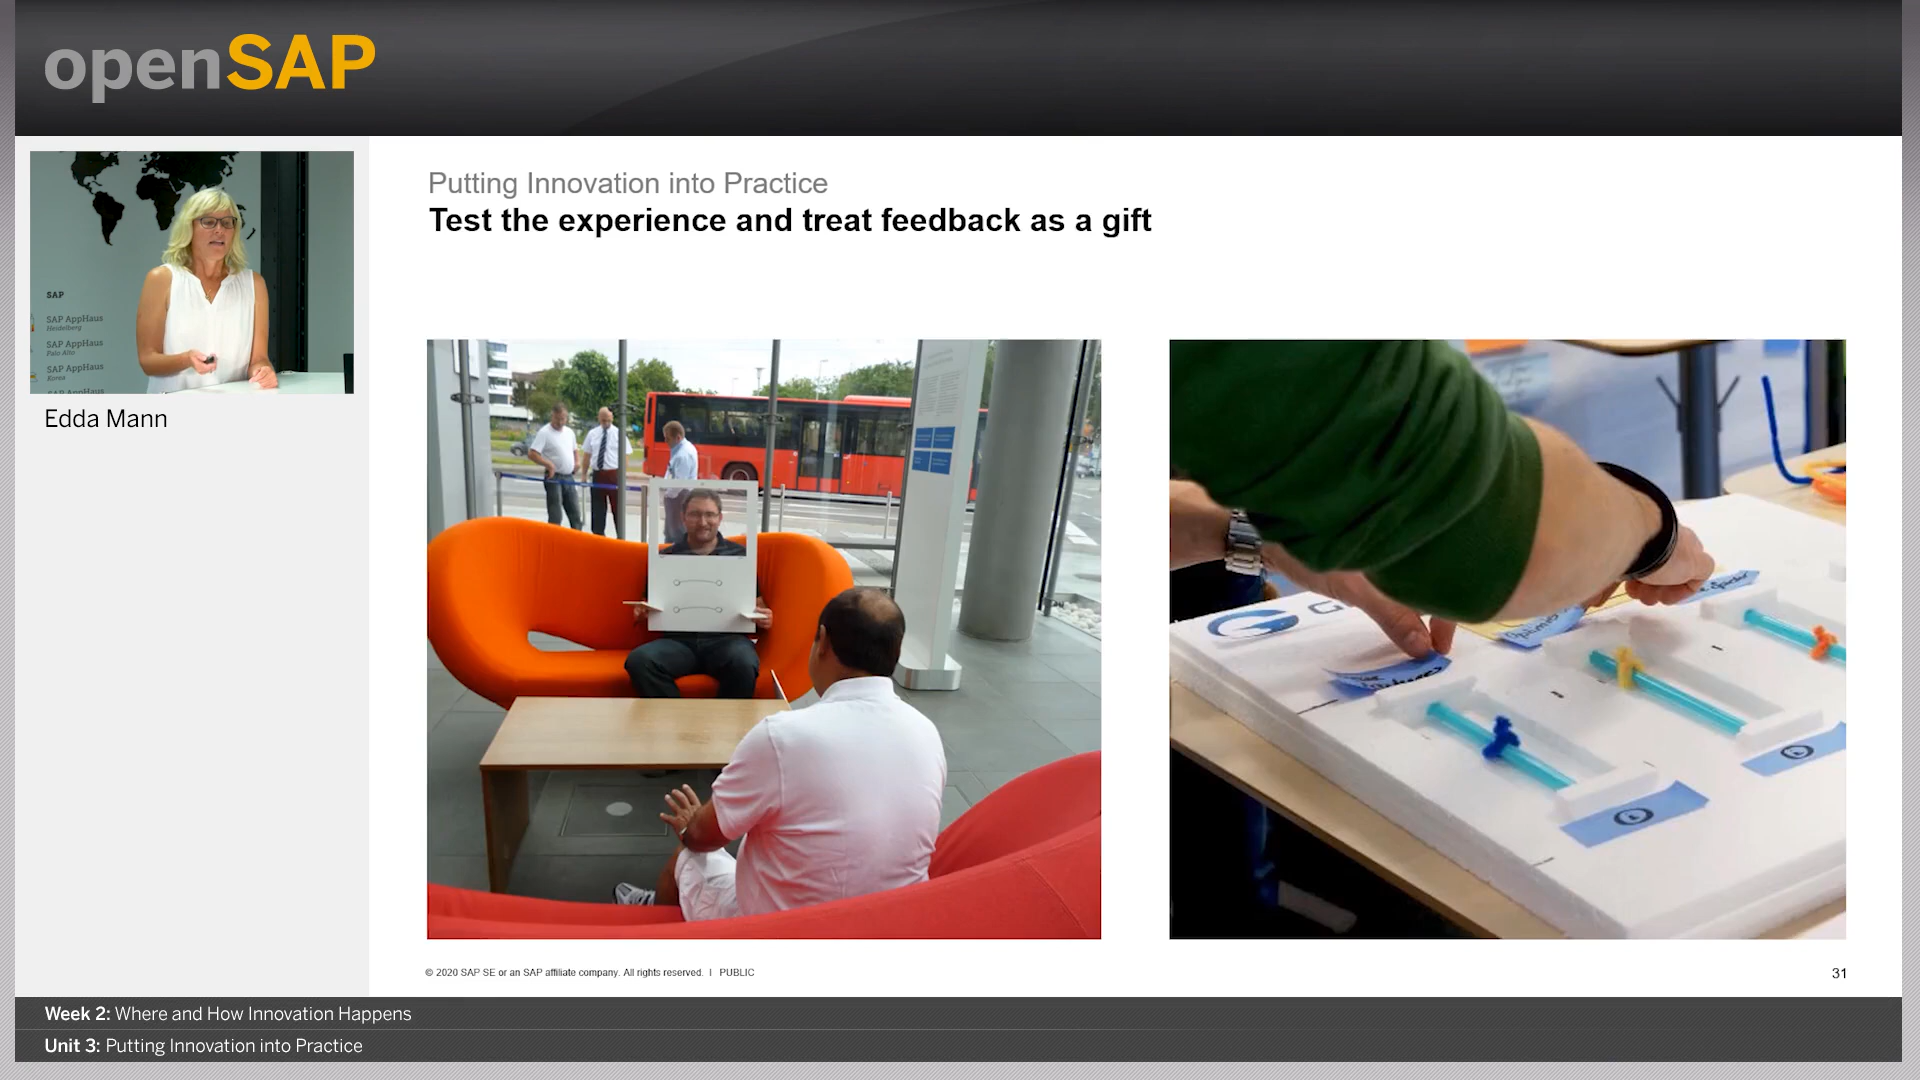 openSAP
Putting Innovation into Practice
Test the experience and treat feedback as a gift
SAP
SAP AppHaus
Heidelberg
SAP AppHaus
Palo Alto
SAP AppHaus
Korea
SAP AppHaus
Edda Mann
G
© 2020 SAP SE or an SAP affiliate company. All rights reserved. | PUBLIC
31
Week 2: Where and How Innovation Happens
Unit 3: Putting Innovation into Practice